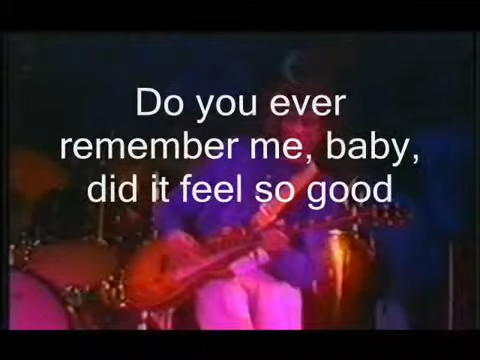 Do you ever
remember me, baby,
did it feel so good